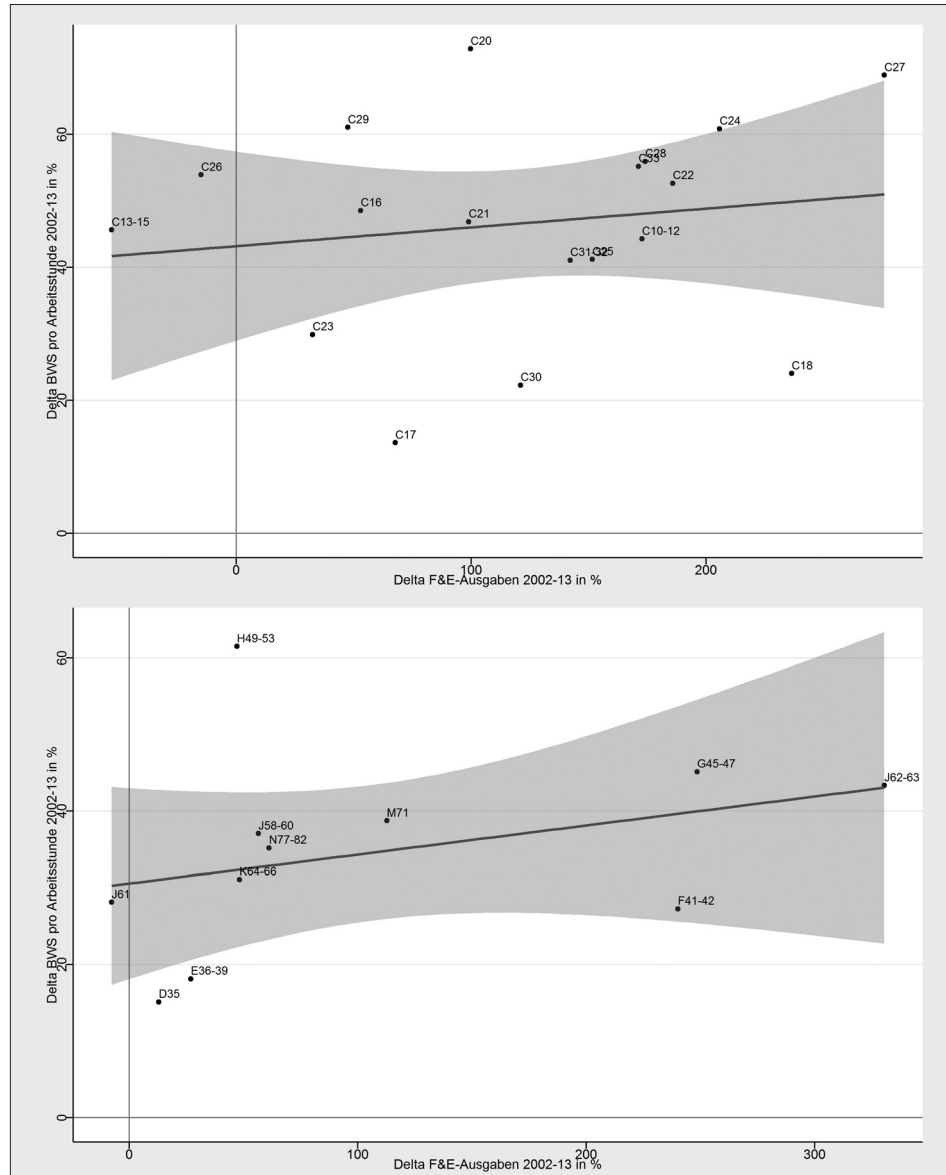 C20
C27
60
C29
C24
C28
C33
C26
C22
C16
C21
C13-15
C10-12
40
C31-32
C25
C23
C18
C30
20
C17
0
Delta BWS pro Arbeitsstunde 2002-13 in %
0
100
200
Delta F&E-Ausgaben 2002-13 in %
H49-53
60
G45-47
J62-63
40
M71
J58-60
N77-82
K64-66
J61
F41-42
20
E36-39
D35
0
Delta BWS pro Arbeitsstunde 2002-13 in %
0
100
200
300
Delta F&E-Ausgaben 2002-13 in %